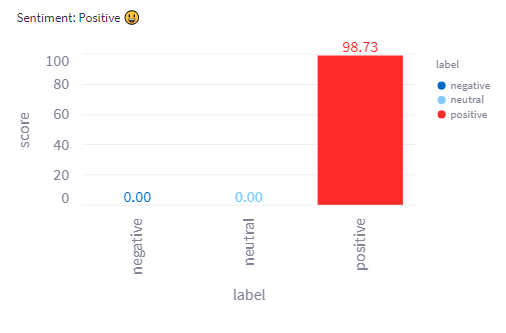 Sentiment: Positive 😃
98.73
100
80
60
40
20
0
score
0.00
0.00
negative
neutral
positive
label
label
negative
neutral
positive